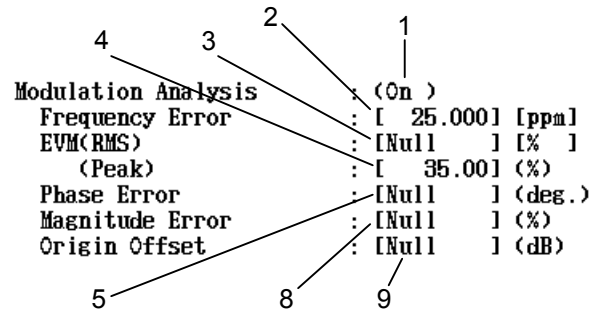 2 1
4 3
Modulation Analysis : (On )
Frequency Error : [ 25.000] [ppm]
EVM(RMS) : [Null ] [% ]
(Peak) : [ 35.00] (%)
Phase Error : [Null ] (deg.)
Magnitude Error : [Null ] (%)
Origin Offset : [Null ] (dB)
5 8 9